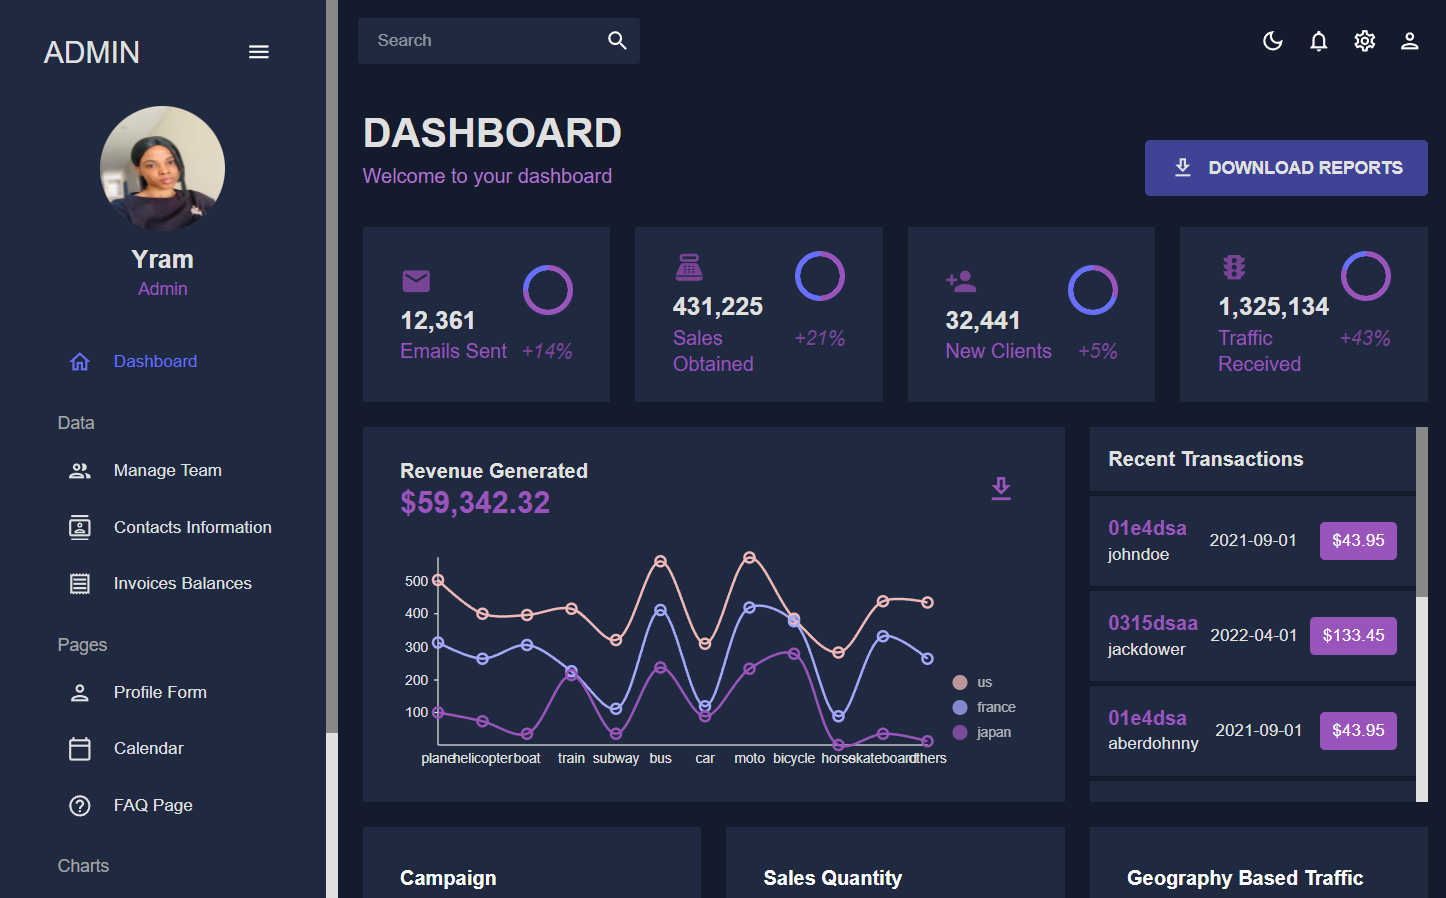 ADMIN
Yram
Admin
Dashboard
Data
Manage Team
Contacts Information
Invoices Balances
Pages
Profile Form
Calendar
FAQ Page
Charts
Search
DASHBOARD
Welcome to your dashboard
DOWNLOAD REPORTS
12,361
Emails Sent +14%
431,225
Sales Obtained +21%
32,441
New Clients +5%
1,325,134
Traffic Received +43%
Revenue Generated
$59,342.32
500
400
300
200
100
plane helicopter boat train subway bus car moto bicycle horse skateboard others
us
france
japan
Recent Transactions
01e4dsa
johndoe
2021-09-01
$43.95
0315dsaa
jackdower
2022-04-01
$133.45
01e4dsa
aberdohnny
2021-09-01
$43.95
Campaign
Sales Quantity
Geography Based Traffic